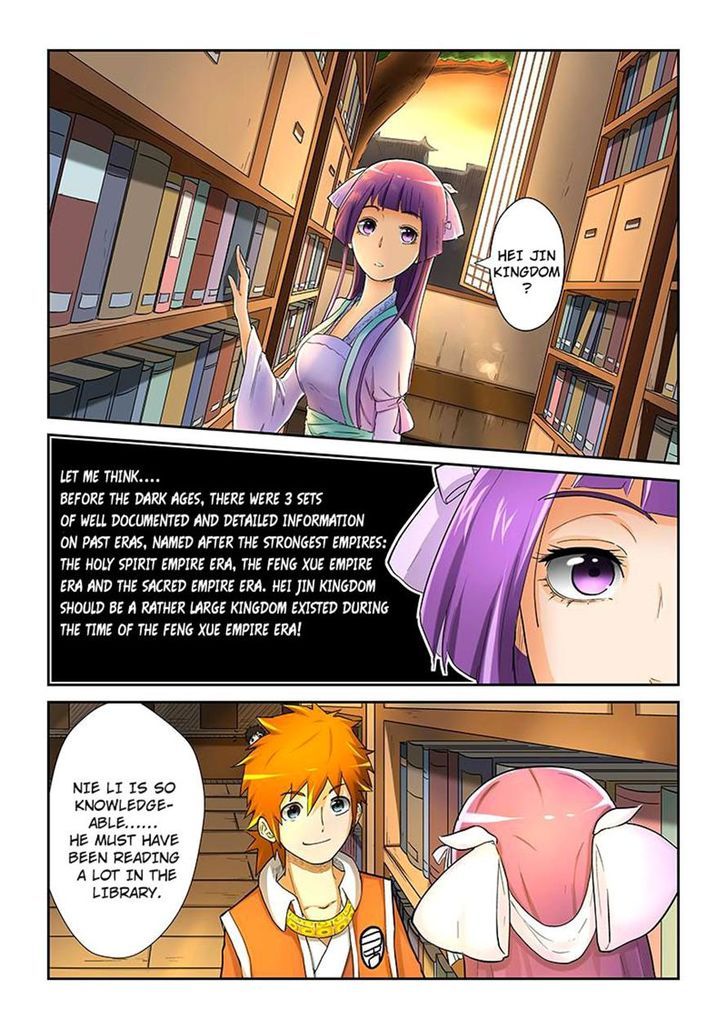 HEI JIN
KINGDOM
?
LET ME THINK....
BEFORE THE DARK AGES, THERE WERE 3 SETS
OF WELL DOCUMENTED AND DETAILED INFORMATION
ON PAST ERAS, NAMED AFTER THE STRONGEST EMPIRES:
THE HOLY SPIRIT EMPIRE ERA, THE FENG XUE EMPIRE
ERA AND THE SACRED EMPIRE ERA. HEI JIN KINGDOM
SHOULD BE A RATHER LARGE KINGDOM EXISTED DURING
THE TIME OF THE FENG XUE EMPIRE ERA!
NIE LI IS SO
KNOWLEDGE-
ABLE......
HE MUST HAVE
BEEN READING
A LOT IN THE
LIBRARY.